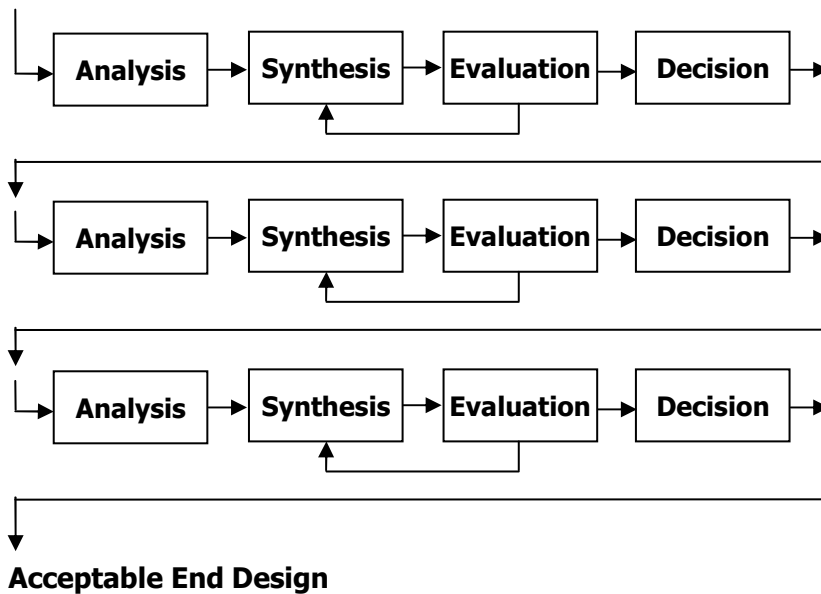 Analysis Synthesis Evaluation Decision
Analysis Synthesis Evaluation Decision
Analysis Synthesis Evaluation Decision
Acceptable End Design